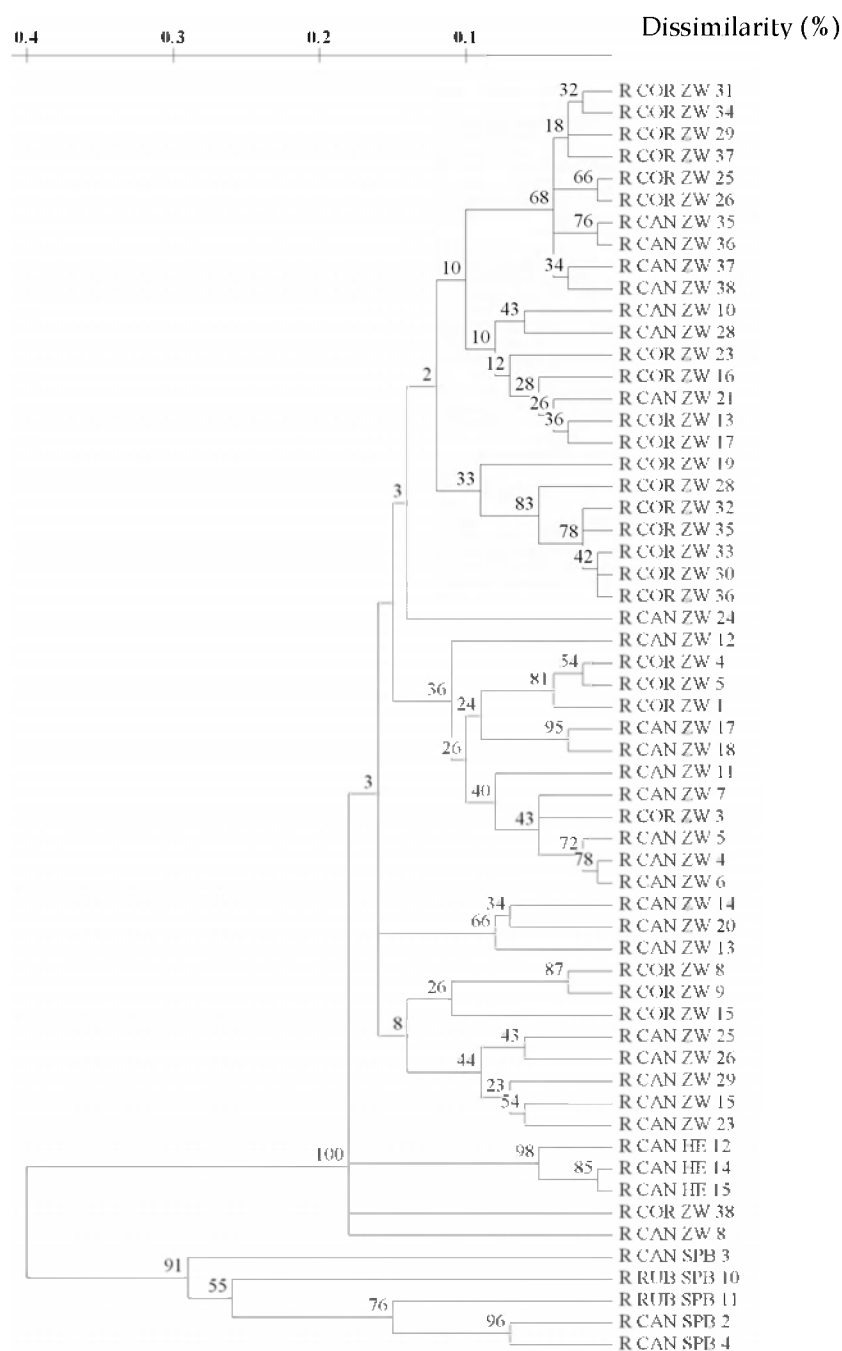 Dissimilarity (%)
0.4 0.3 0.2 0.1
32 R COR ZW 31
R COR ZW 34
18 R COR ZW 29
R COR ZW 37
66 R COR ZW 25
68 R COR ZW 26
76 R CAN ZW 35
R CAN ZW 36
10 34 R CAN ZW 37
R CAN ZW 38
43 R CAN ZW 10
10 R CAN ZW 28
12 R COR ZW 23
2 28 R COR ZW 16
26 R CAN ZW 21
36 R COR ZW 13
R COR ZW 17
R COR ZW 19
3 33 R COR ZW 28
83 R COR ZW 32
78 R COR ZW 35
42 R COR ZW 33
R COR ZW 30
R COR ZW 36
R CAN ZW 24
R CAN ZW 12
54 R COR ZW 4
81 R COR ZW 5
36 24 R COR ZW 1
95 R CAN ZW 17
26 R CAN ZW 18
R CAN ZW 11
3 40 R CAN ZW 7
43 R COR ZW 3
72 R CAN ZW 5
78 R CAN ZW 4
R CAN ZW 6
34 R CAN ZW 14
66 R CAN ZW 20
R CAN ZW 13
87 R COR ZW 8
26 R COR ZW 9
R COR ZW 15
8 43 R CAN ZW 25
44 R CAN ZW 26
23 R CAN ZW 29
54 R CAN ZW 15
R CAN ZW 23
100 98 R CAN HE 12
85 R CAN HE 14
R CAN HE 15
R COR ZW 38
R CAN ZW 8
91 R CAN SPB 3
55 R RUB SPB 10
76 R RUB SPB 11
96 R CAN SPB 2
R CAN SPB 4